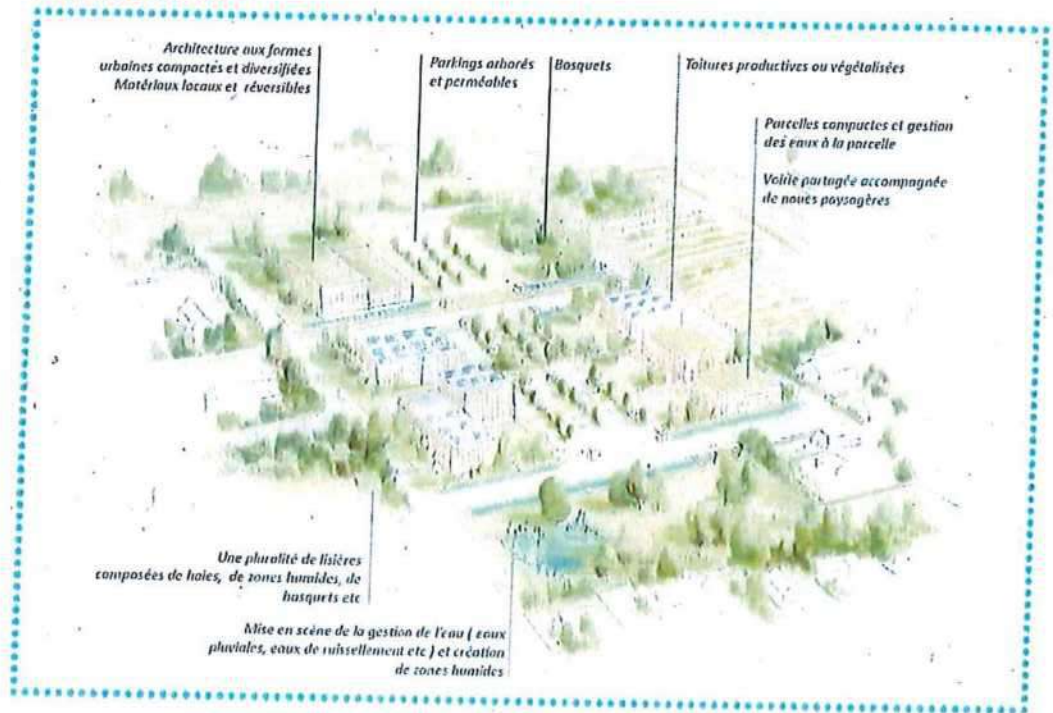 Architecture aux formes
urbaines compactes et diversifiées
Matériaux locaux et réversibles
Parkings arborés
et perméables
Bosquets
Toitures productives ou végétalisées
Parcelles compactes et gestion
des eaux à la parcelle
Voirie partagée accompagnée
de noues paysagères
Une pluralité de lisières
composées de haies, de zones humides, de
bosquets etc
Mise en scène de la gestion de l'eau ( eaux
pluviales, eaux de ruissellement etc ) et création
de zones humides